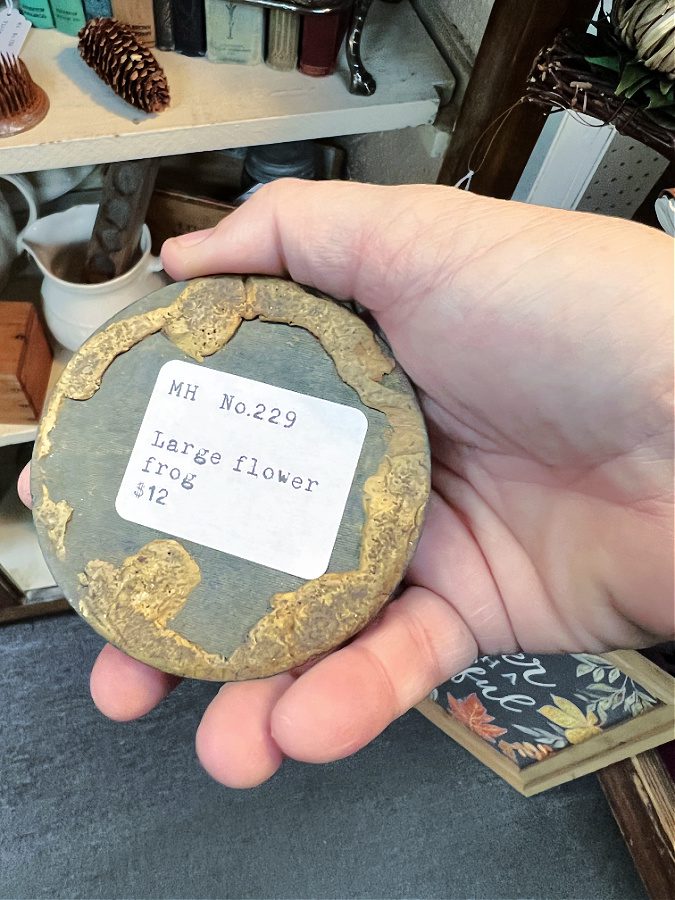 MH No.229
Large flower
frog
$12